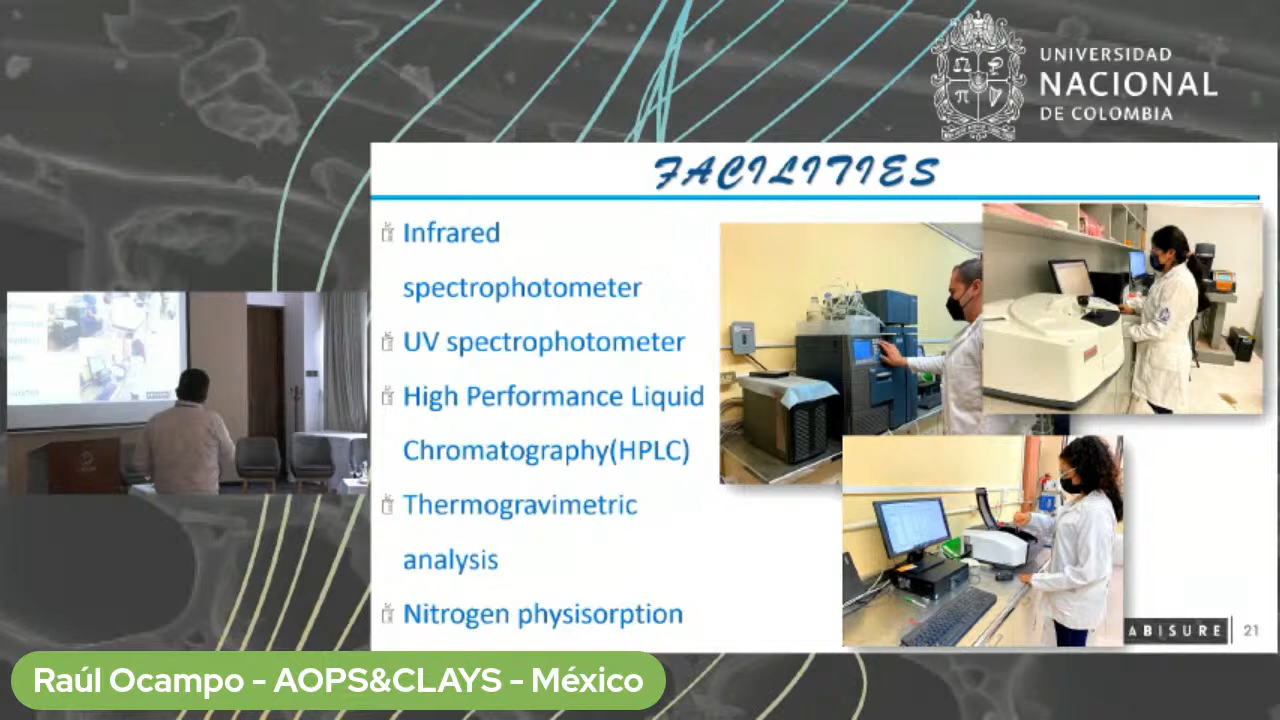 UNIVERSIDAD
NACIONAL
DE COLOMBIA
FACILITIES
Infrared
spectrophotometer
UV spectrophotometer
High Performance Liquid
Chromatography(HPLC)
Thermogravimetric
analysis
Nitrogen physisorption
ABISURE
21
Raúl Ocampo - AOPS&CLAYS - México